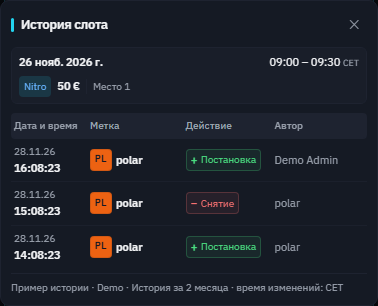 История слота
26 нояб. 2026 г. 09:00 – 09:30 CET
Nitro 50 € Место 1
Дата и время Метка Действие Автор
28.11.26
16:08:23 PL polar + Постановка Demo Admin
28.11.26
15:08:23 PL polar − Снятие polar
28.11.26
14:08:23 PL polar + Постановка polar
Пример истории · Demo · История за 2 месяца · время изменений: CET